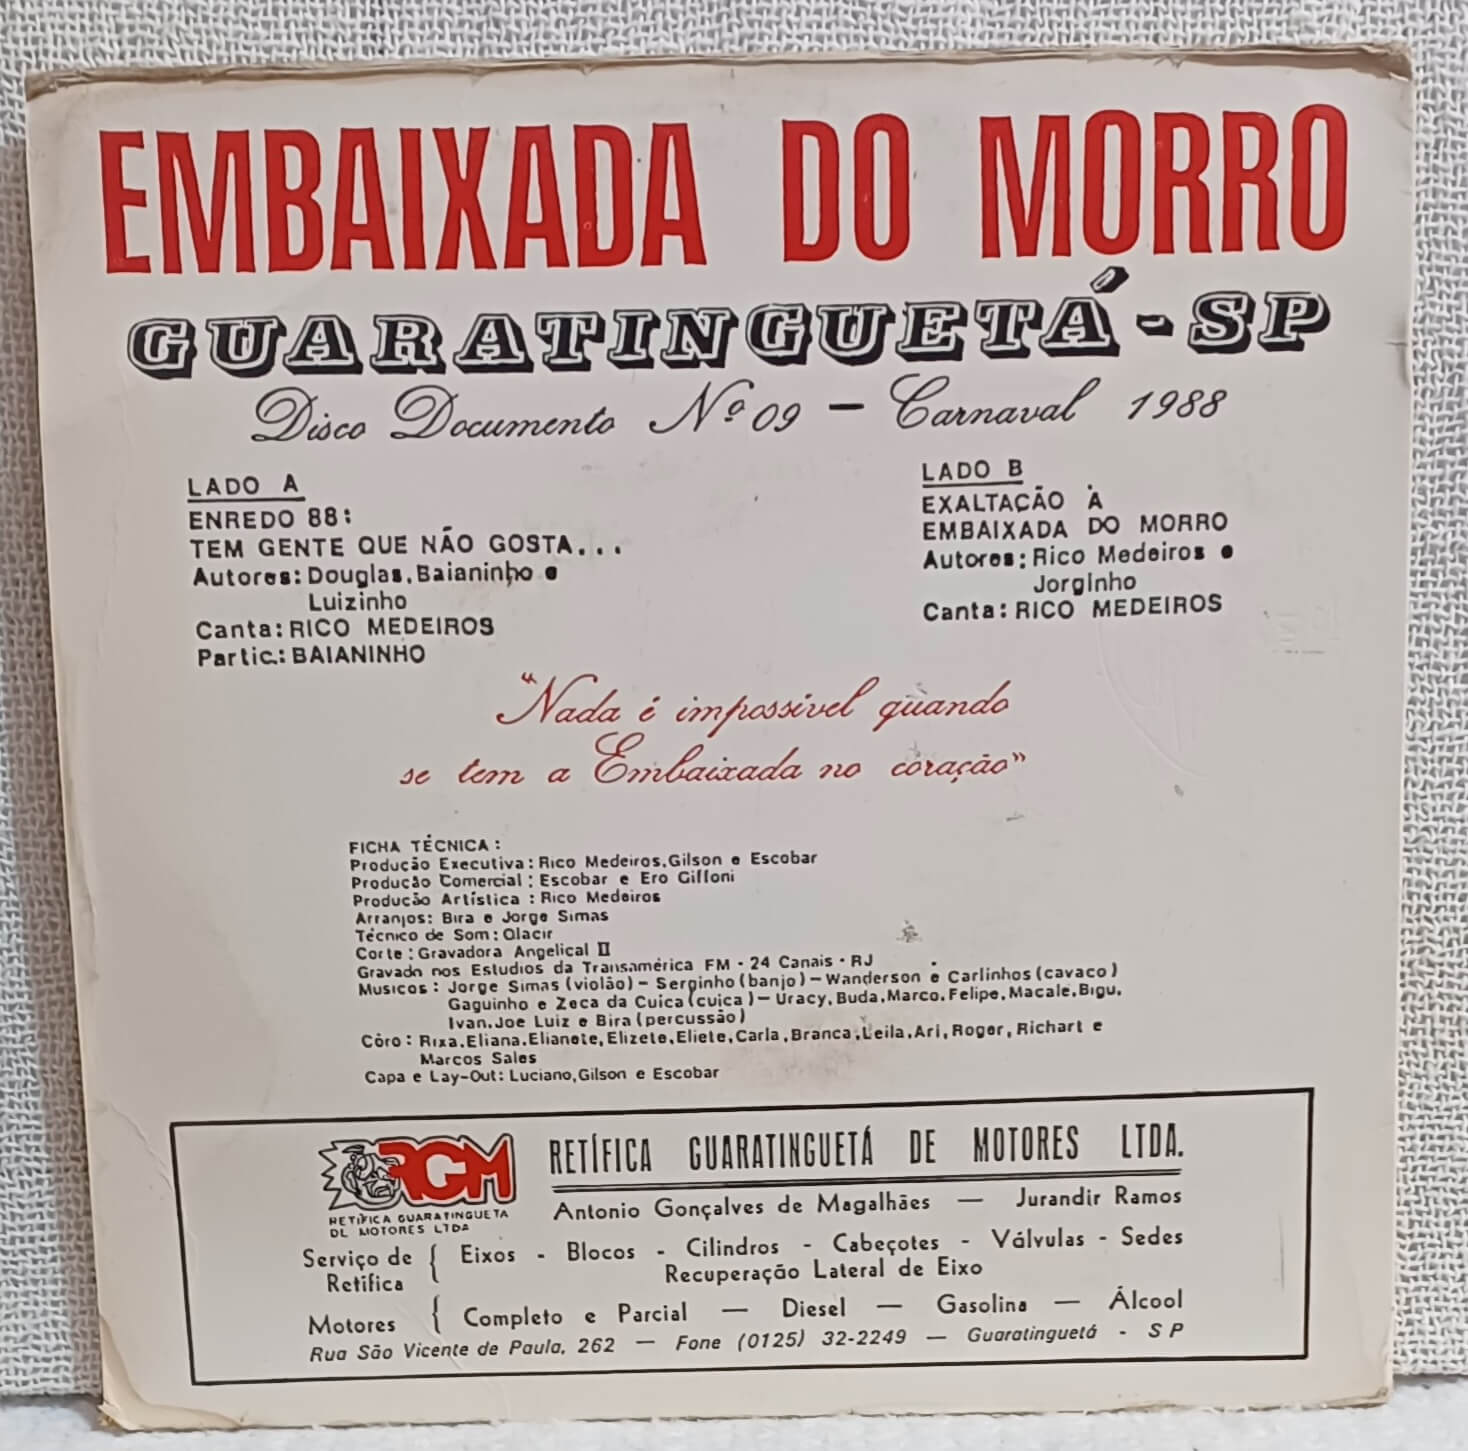 EMBAIXADA DO MORRO
GUARATINGUETÁ-SP
Disco Documento Nº 09 — Carnaval 1988
LADO A
ENREDO 88:
TEM GENTE QUE NÃO GOSTA...
Autores: Douglas, Baianinho e
Luizinho
Canta: RICO MEDEIROS
Partic.: BAIANINHO
LADO B
EXALTAÇÃO À
EMBAIXADA DO MORRO
Autores: Rico Medeiros e
Jorginho
Canta: RICO MEDEIROS
"Nada é impossível quando
se tem a Embaixada no coração"
FICHA TÉCNICA:
Produção Executiva: Rico Medeiros, Gilson e Escobar
Produção Comercial: Escobar e Ero Giffoni
Produção Artística : Rico Medeiros
Arranjos: Bira e Jorge Simas
Técnico de Som: Olacir
Corte : Gravadora Angelical II
Gravado nos Estudios da Transamérica FM - 24 Canais - RJ
Musicos : Jorge Simas (violão) — Serginho (banjo) — Wanderson e Carlinhos (cavaco)
Gaguinho e Zeca da Cuica (cuica) — Uracy, Buda, Marco, Felipe, Macale, Bigu,
Ivan, Joe Luiz e Bira (percussão)
Côro : Rixa, Eliana, Elianete, Elizete, Eliete, Carla, Branca, Leila, Ari, Roger, Richart e
Marcos Sales
Capa e Lay-Out: Luciano, Gilson e Escobar
RGM
RETÍFICA GUARATINGUETA
DE MOTORES LTDA
RETÍFICA GUARATINGUETÁ DE MOTORES LTDA.
Antonio Gonçalves de Magalhães — Jurandir Ramos
Serviço de { Eixos - Blocos - Cilindros - Cabeçotes - Válvulas - Sedes
Retífica Recuperação Lateral de Eixo
Motores { Completo e Parcial — Diesel — Gasolina — Álcool
Rua São Vicente de Paula, 262 — Fone (0125) 32-2249 — Guaratinguetá - SP